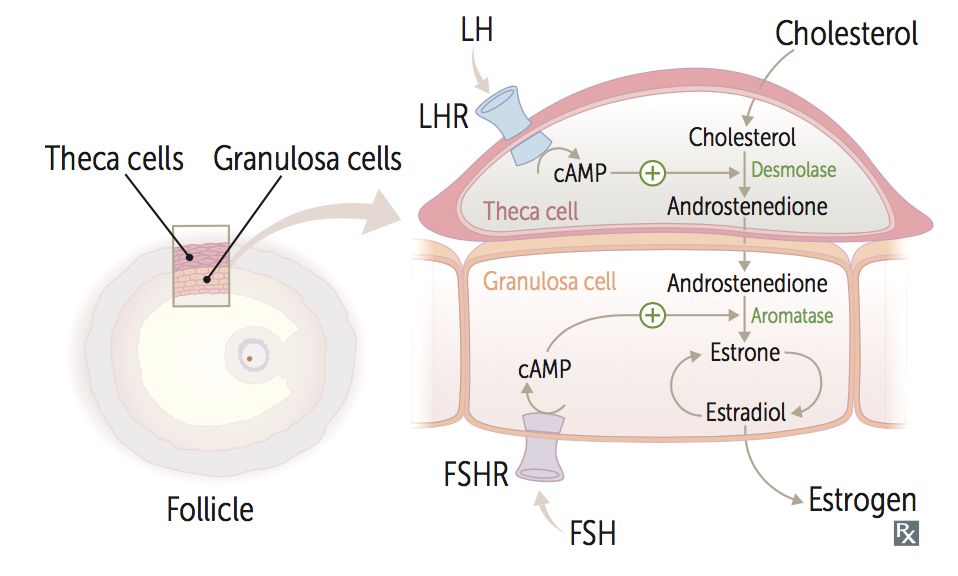 LH
Cholesterol
LHR
Cholesterol
Theca cells
Granulosa cells
cAMP
+
Desmolase
Theca cell
Androstenedione
Granulosa cell
Androstenedione
+
Aromatase
Estrone
cAMP
Estradiol
FSHR
Estrogen
Follicle
FSH
Rx